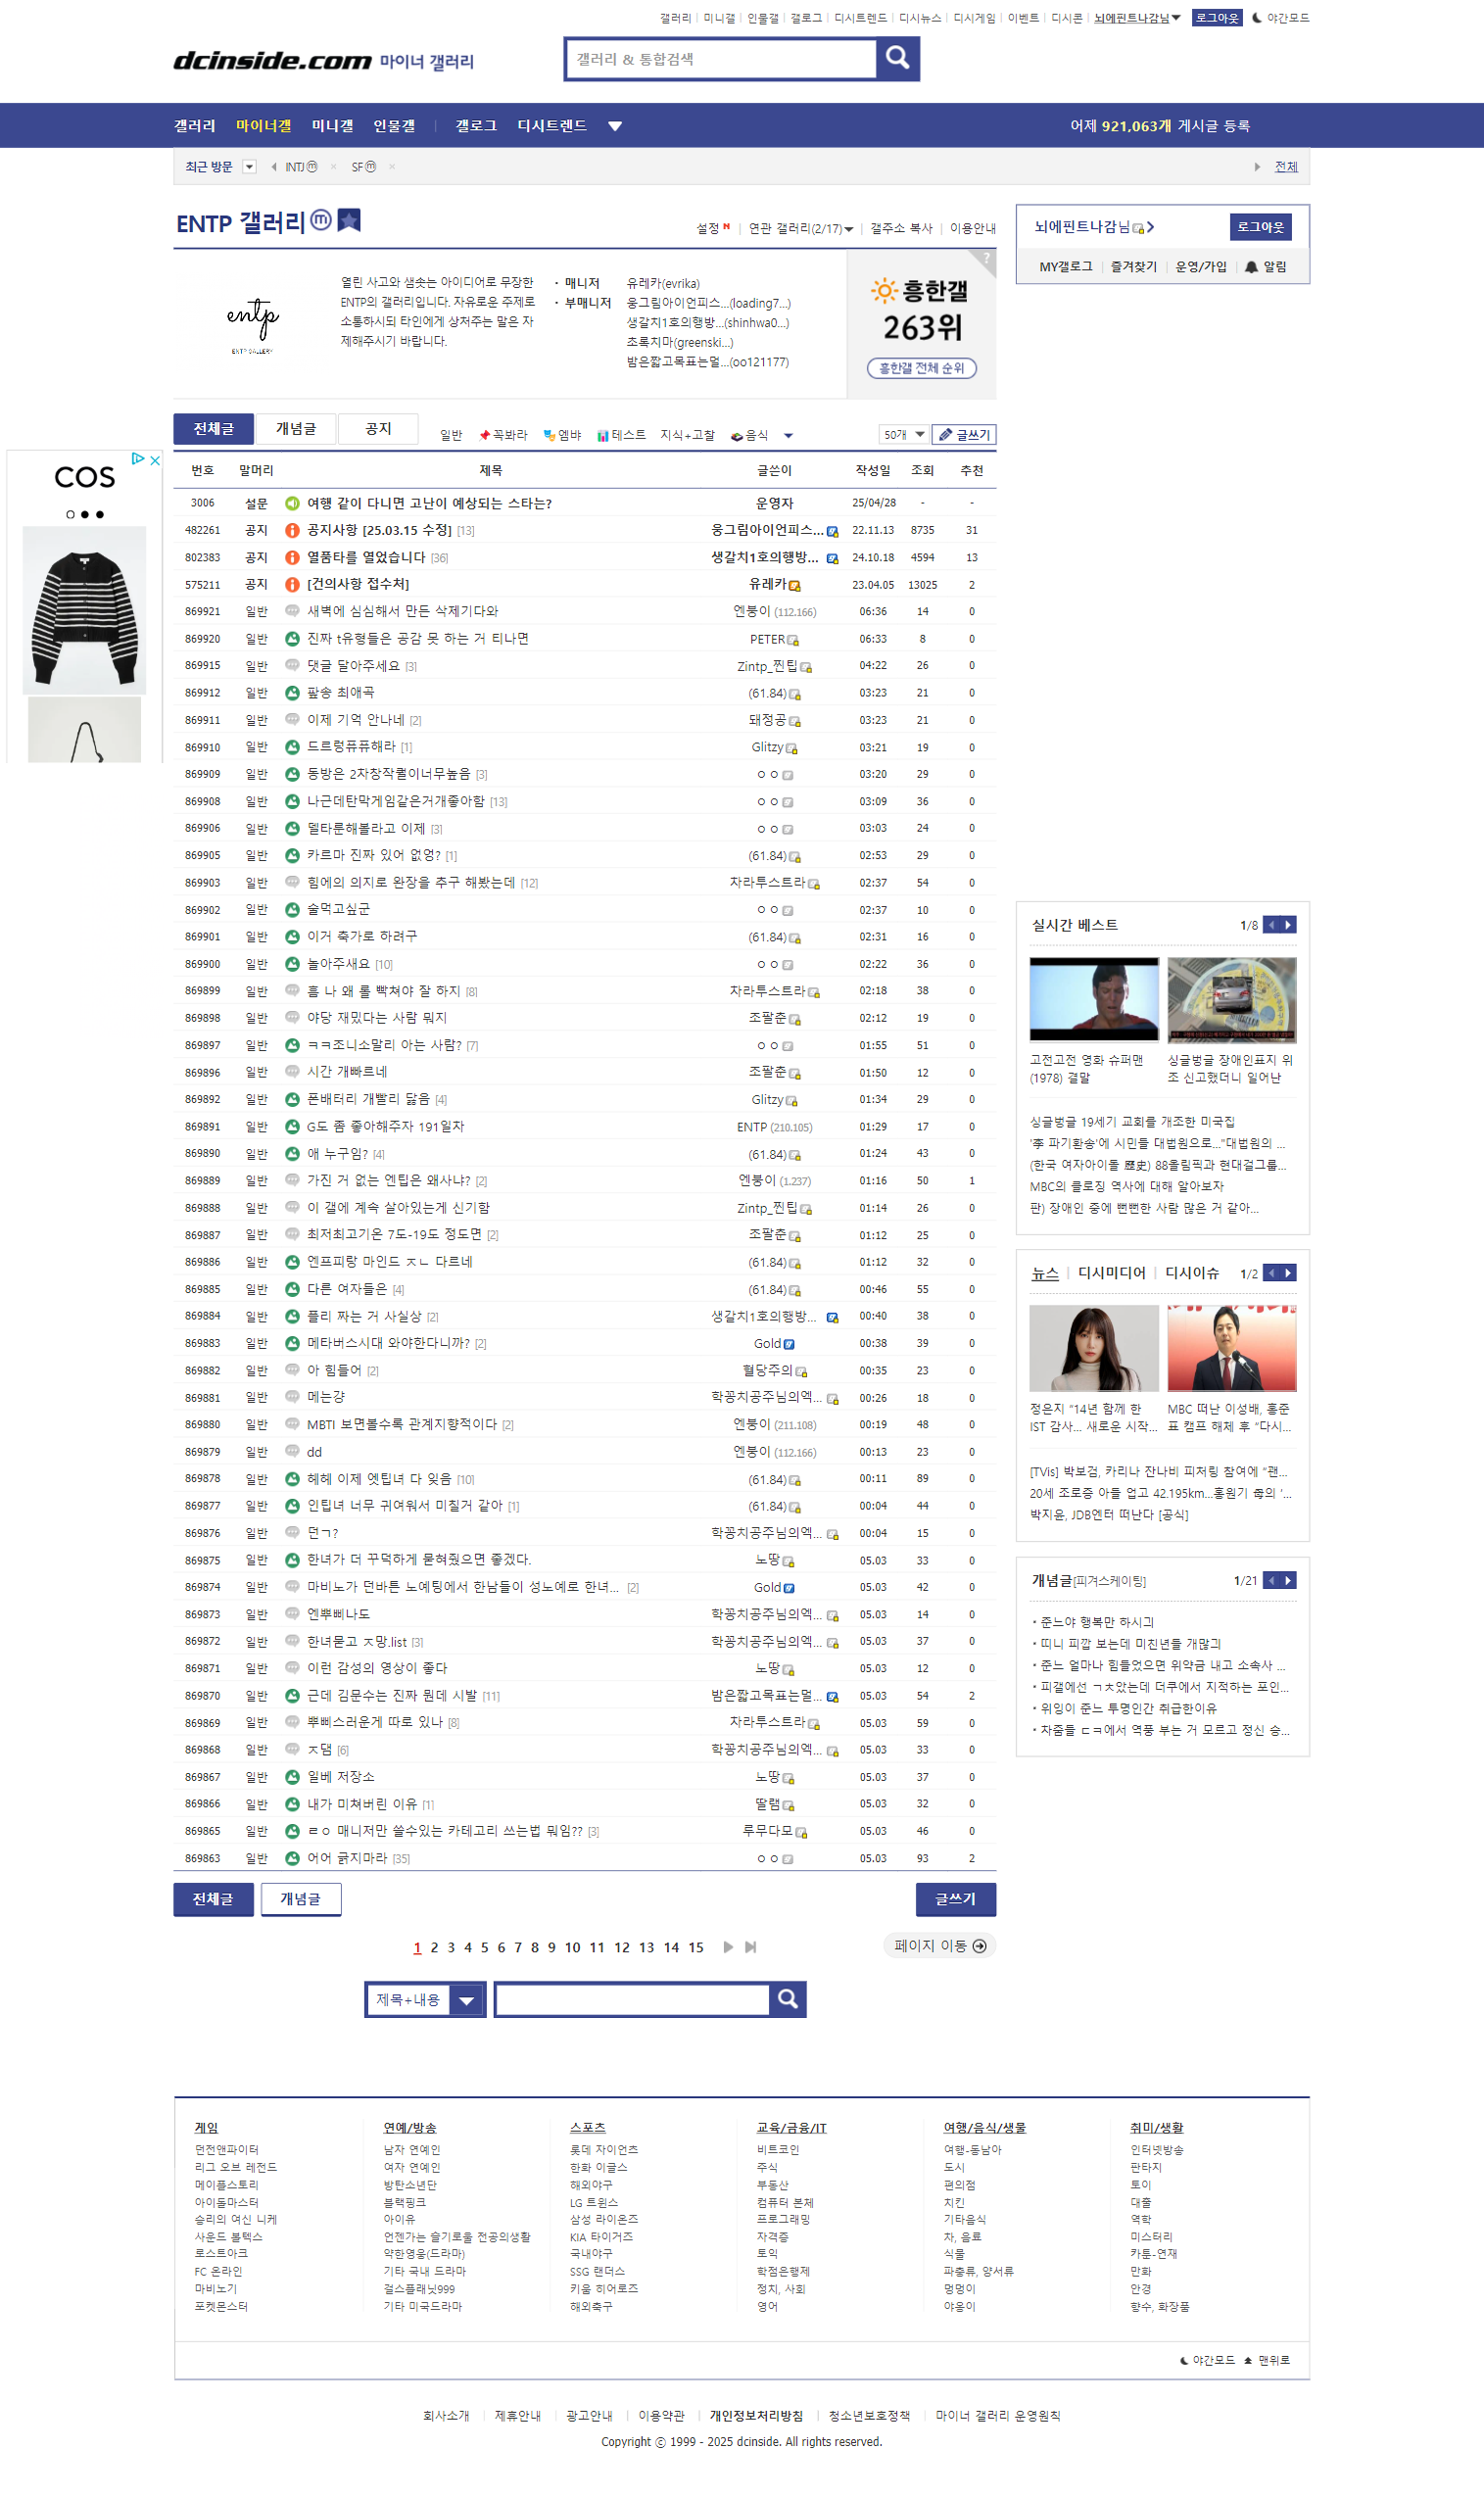 갤러리 | 미니갤 | 인물갤 | 갤로그 | 디시트렌드 | 디시뉴스 | 디시게임 | 이벤트 | 디시콘 | 뇌에핀트나감님 로그아웃 야간모드
dcinside.com 마이너 갤러리
갤러리 & 통합검색
갤러리 마이너갤 미니갤 인물갤 | 갤로그 디시트렌드
어제 921,063개 게시글 등록
최근 방문 INTJⓜ × SFⓜ × 전체
ENTP 갤러리ⓜ
설정 N | 연관 갤러리(2/17) | 갤주소 복사 | 이용안내
entp
ENTP GALLERY
열린 사고와 샘솟는 아이디어로 무장한
ENTP의 갤러리입니다. 자유로운 주제로
소통하시되 타인에게 상처주는 말은 자
제해주시기 바랍니다.
· 매니저 유레카(evrika)
· 부매니저 웅그림아이언피스...(loading7...)
생갈치1호의행방...(shinhwa0...)
초록치마(greenski...)
밤은짧고목표는멀...(oo121177)
?
흥한갤
263위
흥한갤 전체 순위
뇌에핀트나감님 로그아웃
MY갤로그 | 즐겨찾기 | 운영/가입 | 알림
전체글 개념글 공지
일반 꼭봐라 엠뱌 테스트 지식+고찰 음식
50개 글쓰기
COS
번호 말머리 제목 글쓴이 작성일 조회 추천
3006 설문 여행 같이 다니면 고난이 예상되는 스타는? 운영자 25/04/28 - -
482261 공지 공지사항 [25.03.15 수정] [13] 웅그림아이언피스... 22.11.13 8735 31
802383 공지 열품타를 열었습니다 [36] 생갈치1호의행방... 24.10.18 4594 13
575211 공지 [건의사항 접수처] 유레카 23.04.05 13025 2
869921 일반 새벽에 심심해서 만든 삭제기다와 엔붕이 (112.166) 06:36 14 0
869920 일반 진짜 t유형들은 공감 못 하는 거 티나면 PETER 06:33 8 0
869915 일반 댓글 달아주세요 [3] Zintp_찐팁 04:22 26 0
869912 일반 팦송 최애곡 (61.84) 03:23 21 0
869911 일반 이제 기억 안나네 [2] 돼정공 03:23 21 0
869910 일반 드르렁퓨퓨해라 [1] Glitzy 03:21 19 0
869909 일반 동방은 2차창작퀄이너무높음 [3] ㅇㅇ 03:20 29 0
869908 일반 나근데탄막게임같은거개좋아함 [13] ㅇㅇ 03:09 36 0
869906 일반 델타룬해볼라고 이제 [3] ㅇㅇ 03:03 24 0
869905 일반 카르마 진짜 있어 없엉? [1] (61.84) 02:53 29 0
869903 일반 힘에의 의지로 완장을 추구 해봤는데 [12] 차라투스트라 02:37 54 0
869902 일반 술먹고싶군 ㅇㅇ 02:37 10 0
869901 일반 이거 축가로 하려구 (61.84) 02:31 16 0
869900 일반 놀아주새요 [10] ㅇㅇ 02:22 36 0
869899 일반 흠 나 왜 롤 빡쳐야 잘 하지 [8] 차라투스트라 02:18 38 0
869898 일반 야당 재밌다는 사람 뭐지 조팔춘 02:12 19 0
869897 일반 ㅋㅋ조니소말리 아는 사람? [7] ㅇㅇ 01:55 51 0
869896 일반 시간 개빠르네 조팔춘 01:50 12 0
869892 일반 폰배터리 개빨리 닳음 [4] Glitzy 01:34 29 0
869891 일반 G도 좀 좋아해주자 191일차 ENTP (210.105) 01:29 17 0
869890 일반 애 누구임? [4] (61.84) 01:24 43 0
869889 일반 가진 거 없는 엔팁은 왜사냐? [2] 엔붕이 (1.237) 01:16 50 1
869888 일반 이 갤에 계속 살아있는게 신기함 Zintp_찐팁 01:14 26 0
869887 일반 최저최고기온 7도-19도 정도면 [2] 조팔춘 01:12 25 0
869886 일반 엔프피랑 마인드 ㅈㄴ 다르네 (61.84) 01:12 32 0
869885 일반 다른 여자들은 [4] (61.84) 00:46 55 0
869884 일반 플리 짜는 거 사실상 [2] 생갈치1호의행방... 00:40 38 0
869883 일반 메타버스시대 와야한다니까? [2] Gold 00:38 39 0
869882 일반 아 힘들어 [2] 혈당주의 00:35 23 0
869881 일반 메는걍 학꽁치공주님의엑... 00:26 18 0
869880 일반 MBTI 보면볼수록 관계지향적이다 [2] 엔붕이 (211.108) 00:19 48 0
869879 일반 dd 엔붕이 (112.166) 00:13 23 0
869878 일반 헤헤 이제 엣팁녀 다 잊음 [10] (61.84) 00:11 89 0
869877 일반 인팁녀 너무 귀여워서 미칠거 같아 [1] (61.84) 00:04 44 0
869876 일반 던ㄱ? 학꽁치공주님의엑... 00:04 15 0
869875 일반 한녀가 더 꾸덕하게 묻혀줬으면 좋겠다. 노땅 05.03 33 0
869874 일반 마비노가 던바튼 노예팅에서 한남들이 성노예로 한녀... [2] Gold 05.03 42 0
869873 일반 엔뿌삐나도 학꽁치공주님의엑... 05.03 14 0
869872 일반 한녀묻고 ㅈ망.list [3] 학꽁치공주님의엑... 05.03 37 0
869871 일반 이런 감성의 영상이 좋다 노땅 05.03 12 0
869870 일반 근데 김문수는 진짜 뭔데 시발 [11] 밤은짧고목표는멀... 05.03 54 2
869869 일반 뿌삐스러운게 따로 있나 [8] 차라투스트라 05.03 59 0
869868 일반 ㅈ댐 [6] 학꽁치공주님의엑... 05.03 33 0
869867 일반 일베 저장소 노땅 05.03 37 0
869866 일반 내가 미쳐버린 이유 [1] 딸램 05.03 32 0
869865 일반 ㄹㅇ 매니저만 쓸수있는 카테고리 쓰는법 뭐임?? [3] 루무다모 05.03 46 0
869863 일반 어어 긁지마라 [35] ㅇㅇ 05.03 93 2
실시간 베스트 1/8
고전고전 영화 슈퍼맨
(1978) 결말
싱글벙글 장애인표지 위
조 신고했더니 일어난
싱글벙글 19세기 교회를 개조한 미국집
'李 파기환송'에 시민들 대법원으로..."대법원의 ...
(한국 여자아이돌 歷史) 88올림픽과 현대걸그룹...
MBC의 클로징 역사에 대해 알아보자
판) 장애인 중에 뻔뻔한 사람 많은 거 같아...
뉴스 | 디시미디어 | 디시이슈 1/2
정은지 “14년 함께 한
IST 감사... 새로운 시작...
MBC 떠난 이성배, 홍준
표 캠프 해체 후 “다시...
[TVis] 박보검, 카리나 잔나비 피처링 참여에 “괜...
20세 조로증 아들 업고 42.195km...홍원기 母의 '...
박지윤, JDB엔터 떠난다 [공식]
개념글[피겨스케이팅] 1/21
· 준느야 행복만 하시긔
· 띠니 피깝 보는데 미친년들 개많긔
· 준느 얼마나 힘들었으면 위약금 내고 소속사 ...
· 피갤에선 ㄱㅊ았는데 더쿠에서 지적하는 포인...
· 위잉이 준느 투명인간 취급한이유
· 차줌들 ㄷㅋ에서 역풍 부는 거 모르고 정신 승...
전체글 개념글 글쓰기
1 2 3 4 5 6 7 8 9 10 11 12 13 14 15 페이지 이동
제목+내용
게임 연예/방송 스포츠 교육/금융/IT 여행/음식/생물 취미/생활
던전앤파이터 남자 연예인 롯데 자이언츠 비트코인 여행-동남아 인터넷방송
리그 오브 레전드 여자 연예인 한화 이글스 주식 도시 판타지
메이플스토리 방탄소년단 해외야구 부동산 편의점 토이
아이돌마스터 블랙핑크 LG 트윈스 컴퓨터 본체 치킨 대출
승리의 여신 니케 아이유 삼성 라이온즈 프로그래밍 기타음식 역학
사운드 볼텍스 언젠가는 슬기로울 전공의생활 KIA 타이거즈 자격증 차, 음료 미스터리
로스트아크 약한영웅(드라마) 국내야구 토익 식물 카툰-연재
FC 온라인 기타 국내 드라마 SSG 랜더스 학점은행제 파충류, 양서류 만화
마비노기 걸스플래닛999 키움 히어로즈 정치, 사회 멍멍이 안경
포켓몬스터 기타 미국드라마 해외축구 영어 야옹이 향수, 화장품
야간모드 맨위로
회사소개 | 제휴안내 | 광고안내 | 이용약관 | 개인정보처리방침 | 청소년보호정책 | 마이너 갤러리 운영원칙
Copyright ⓒ 1999 - 2025 dcinside. All rights reserved.